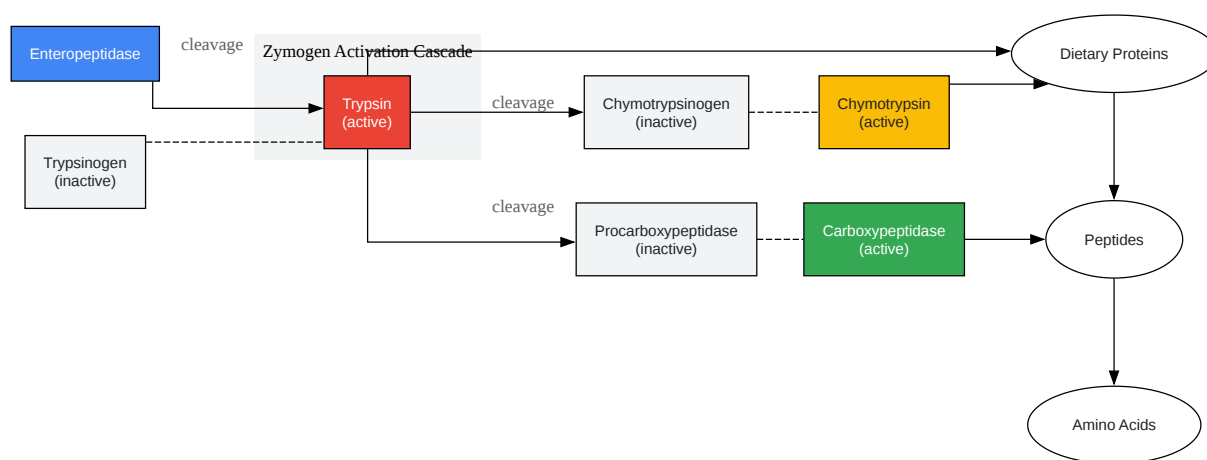 Enteropeptidase
cleavage
Zymogen Activation Cascade
Dietary Proteins
Trypsin
(active)
cleavage
Chymotrypsinogen
(inactive)
Chymotrypsin
(active)
Trypsinogen
(inactive)
cleavage
Procarboxypeptidase
(inactive)
Carboxypeptidase
(active)
Peptides
Amino Acids